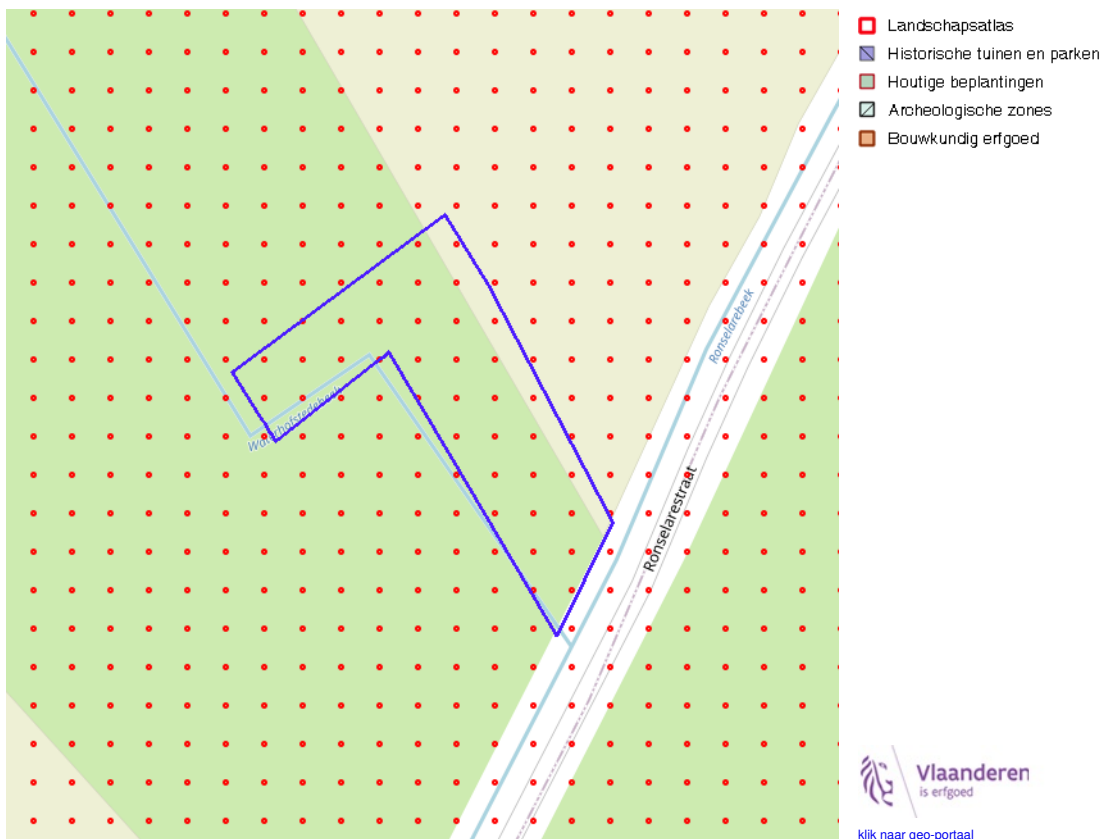 Landschapsatlas
Historische tuinen en parken
Houtige beplantingen
Archeologische zones
Bouwkundig erfgoed
Ronselarebeek
Waterhofstedebeek
Ronselarestraat
Vlaanderen
is erfgoed
klik naar geo-portaal